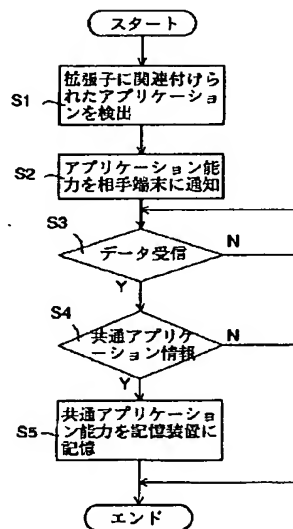 スタート
S1
拡張子に関連付けら
れたアプリケーショ
ンを検出
S2
アプリケーション能
力を相手端末に通知
S3
データ受信
N
Y
S4
共通アプリケ
ーション情報
N
Y
S5
共通アプリケーショ
ン能力を記憶装置に
記憶
エンド